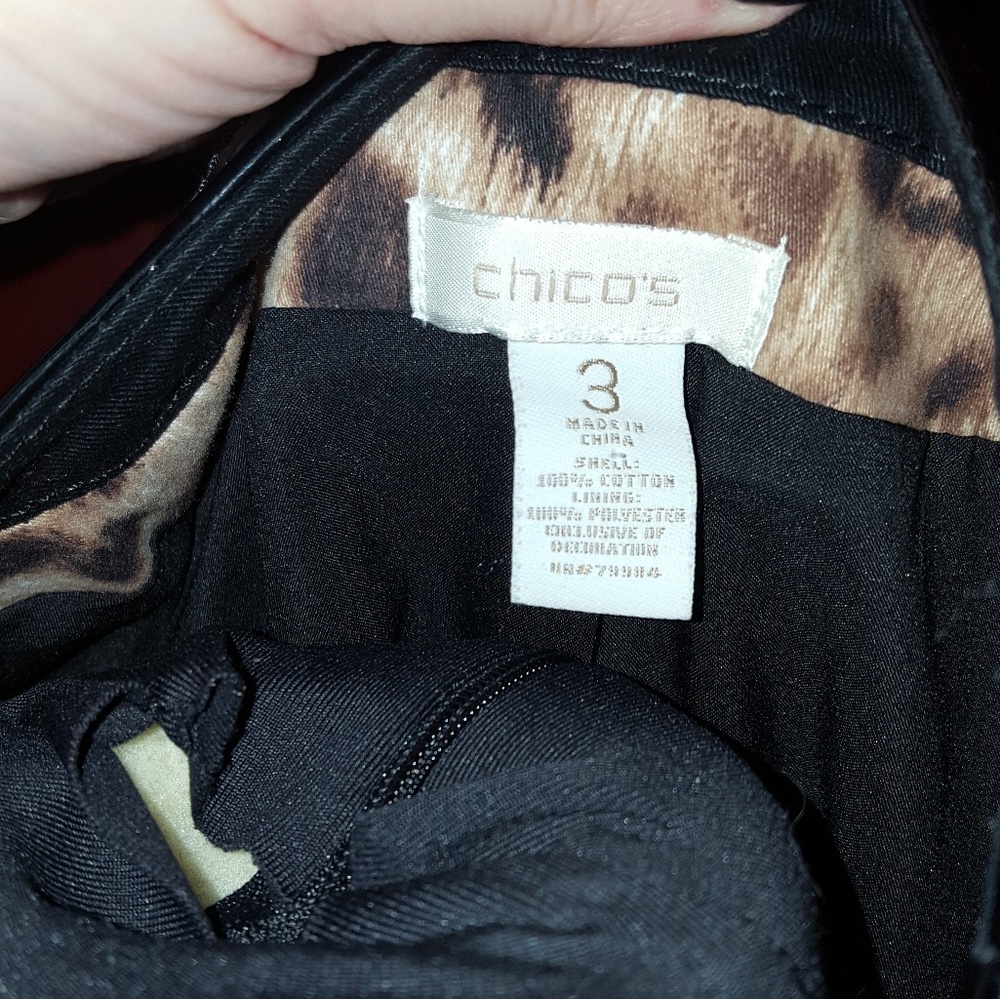 chico's
3
MADE IN
CHINA
SHELL:
100% COTTON
LINING:
100% POLYESTER
EXCLUSIVE OF
DECORATION